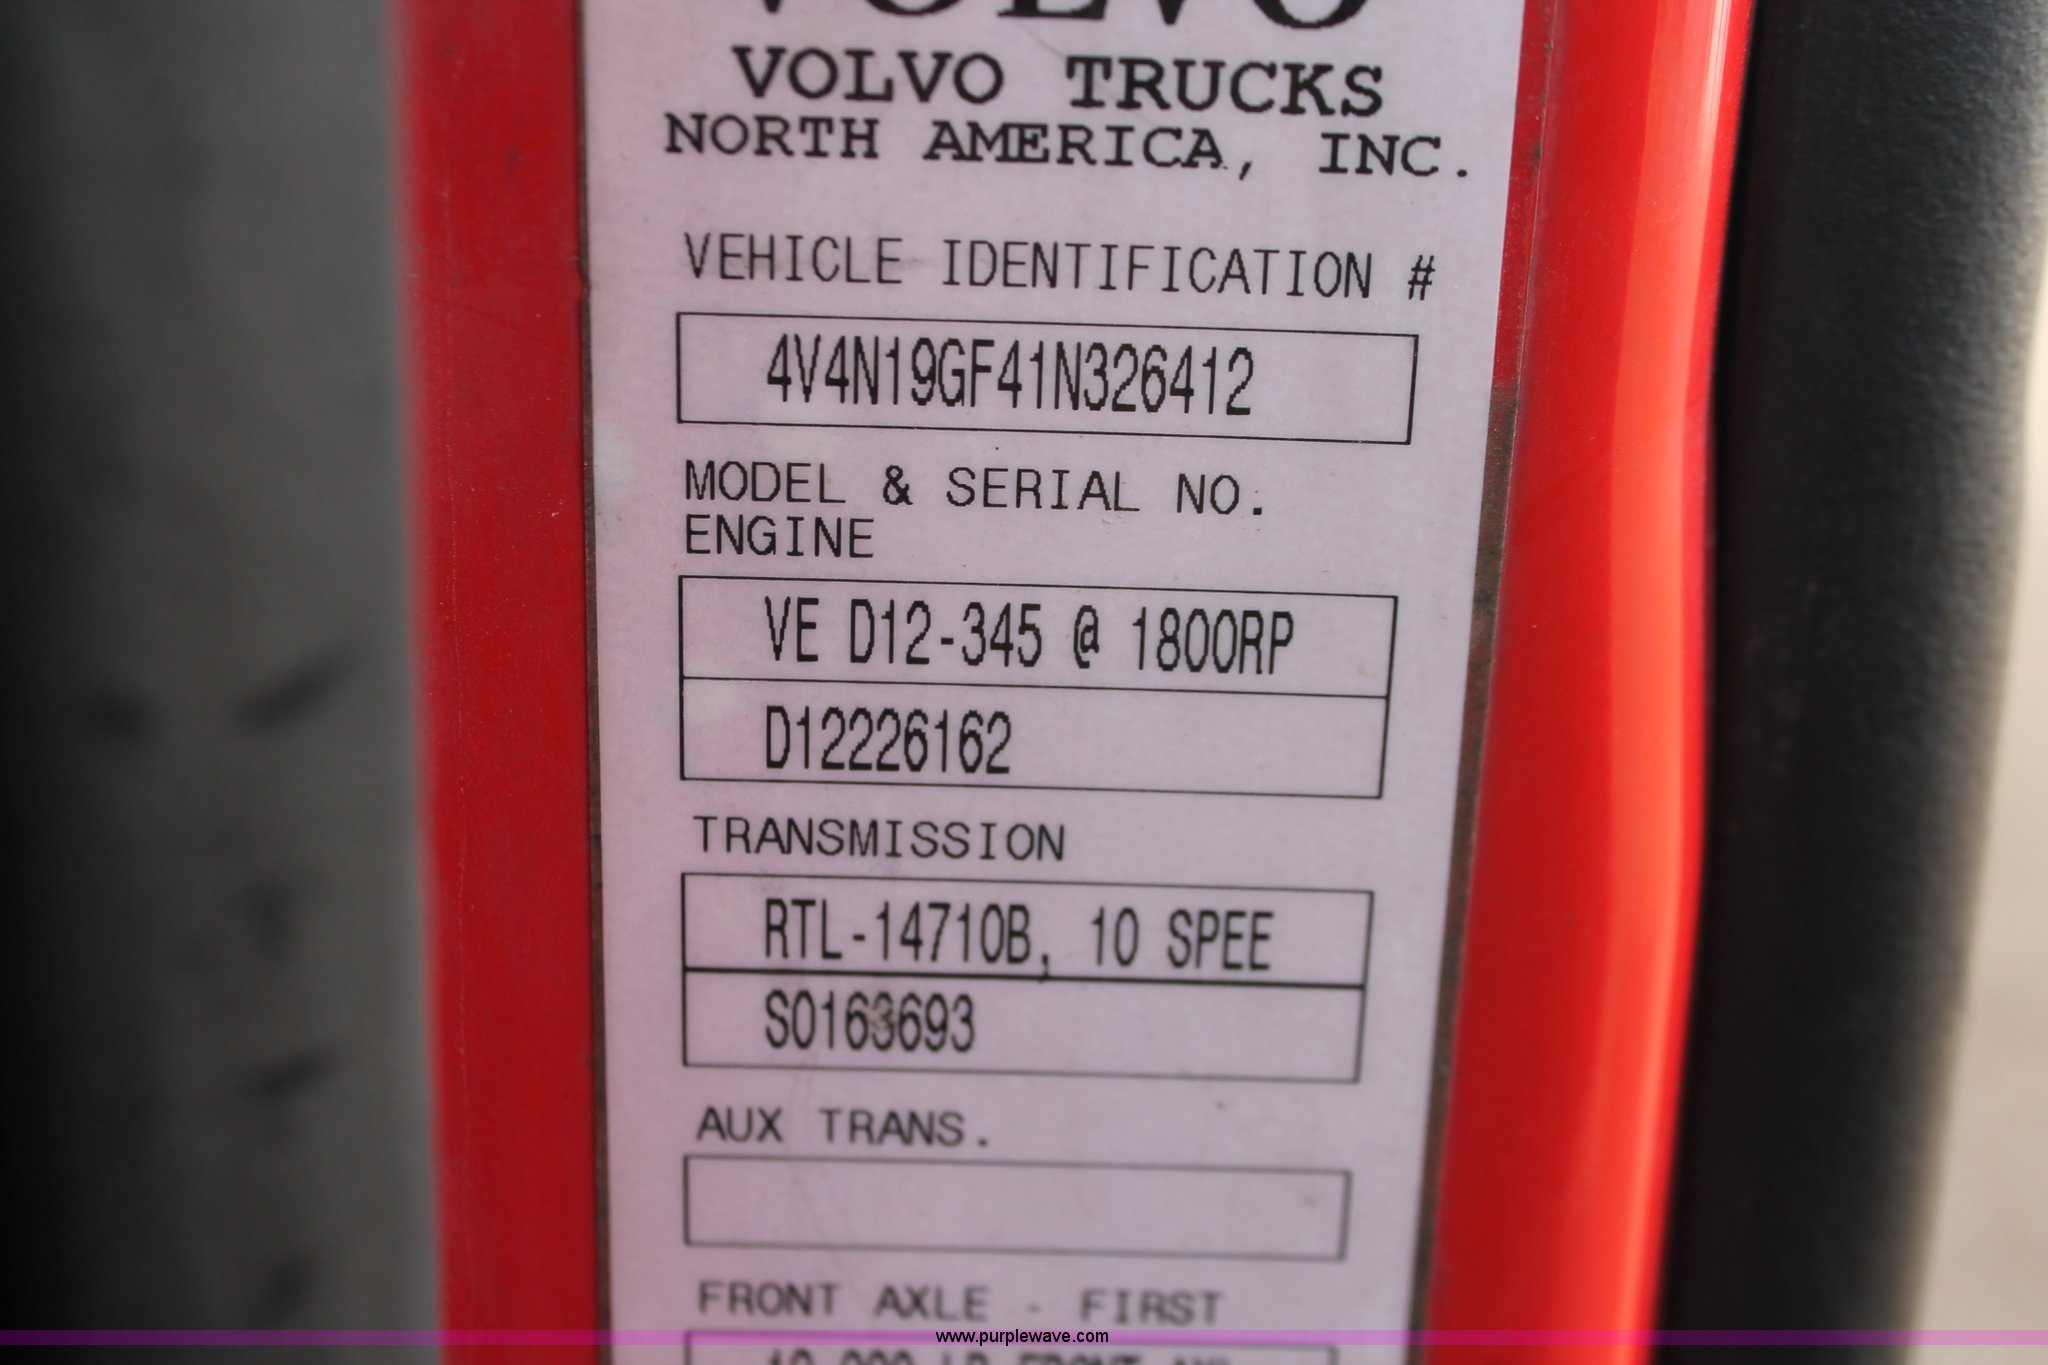 VOLVO
VOLVO TRUCKS
NORTH AMERICA, INC.
VEHICLE IDENTIFICATION #
4V4N19GF41N326412
MODEL & SERIAL NO.
ENGINE
VE D12-345 @ 1800RP
D12226162
TRANSMISSION
RTL-14710B, 10 SPEE
S0163693
AUX TRANS.
FRONT AXLE - FIRST
www.purplewave.com